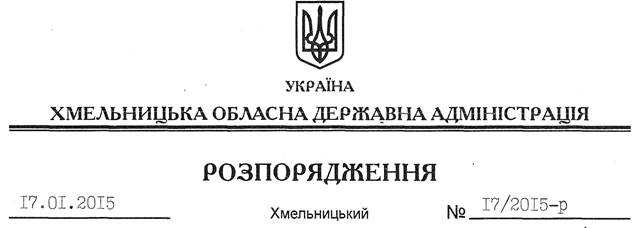 УКРАЇНА
ХМЕЛЬНИЦЬКА ОБЛАСНА ДЕРЖАВНА АДМІНІСТРАЦІЯ
РОЗПОРЯДЖЕННЯ
17.01.2015 Хмельницький № 17/2015-р